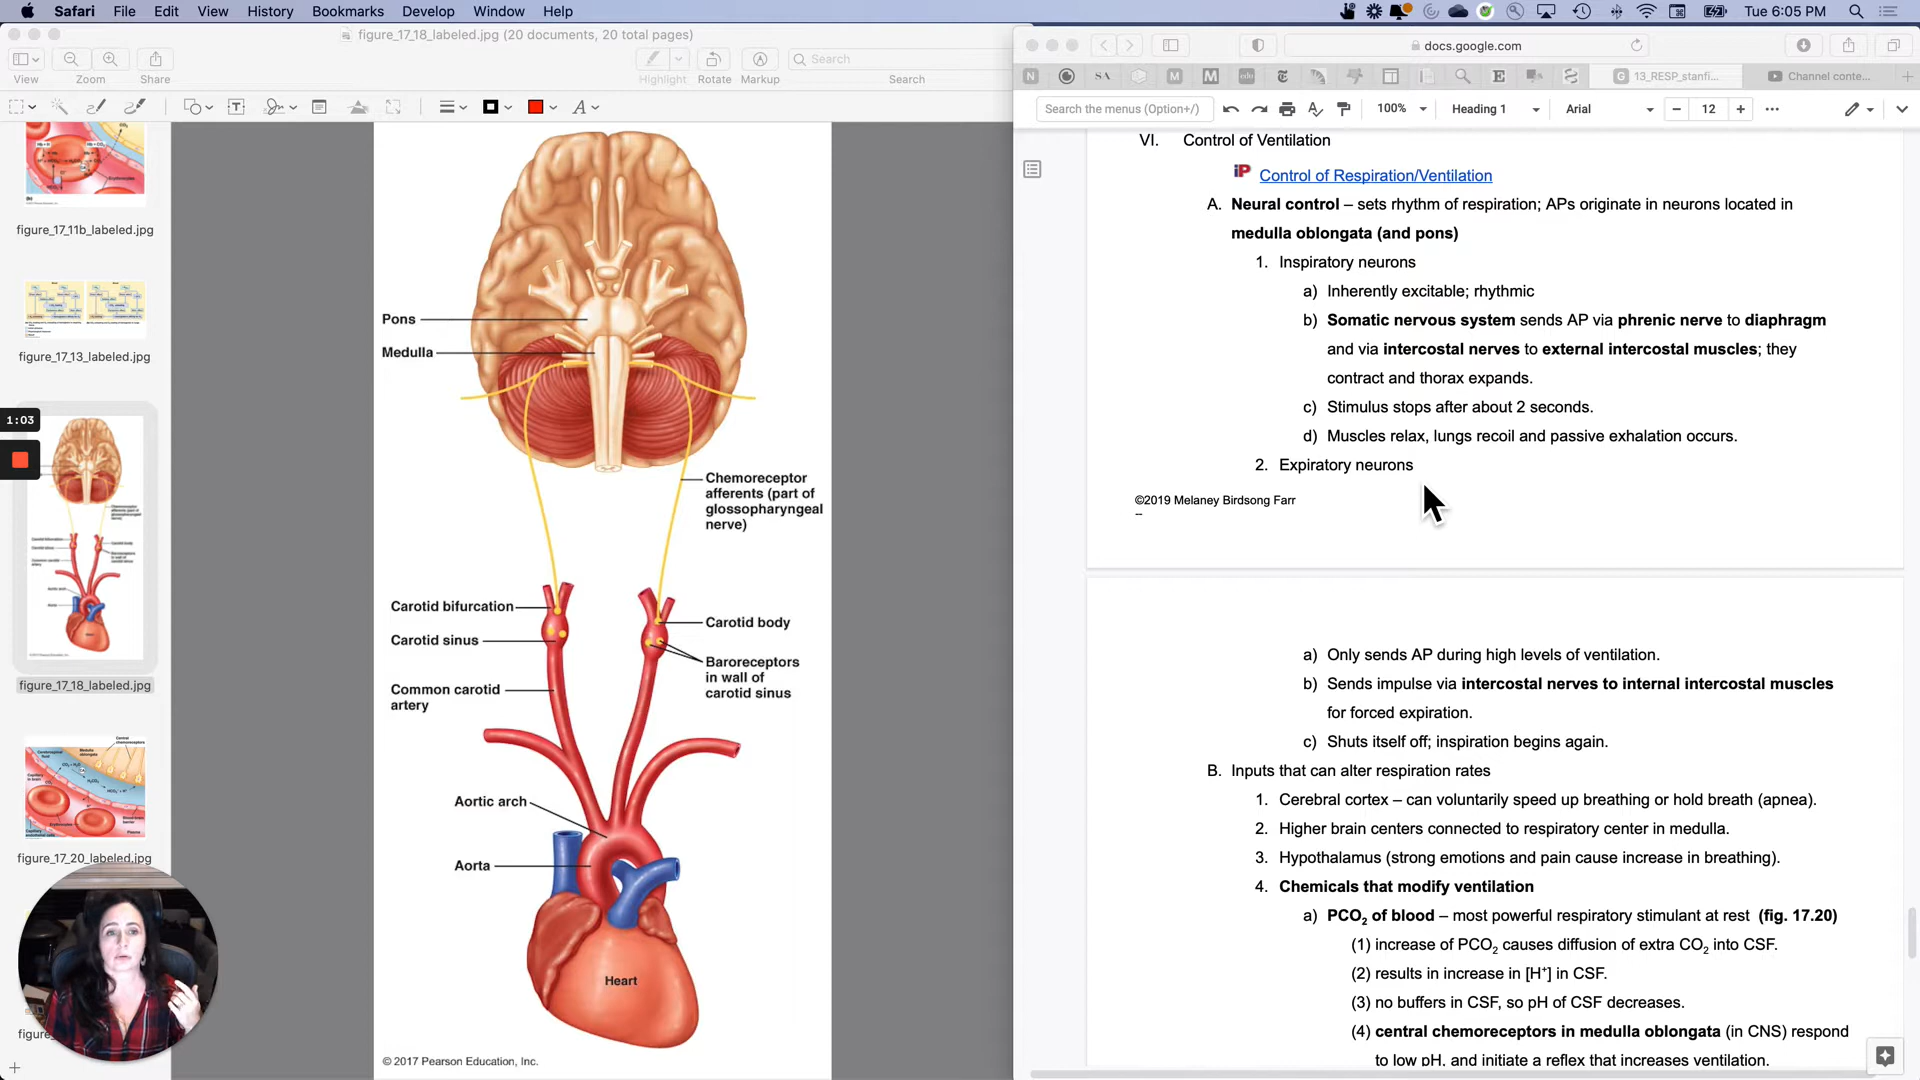 Safari File Edit View History Bookmarks Develop Window Help
Tue 6:05 PM
figure_17_18_labeled.jpg (20 documents, 20 total pages)
View Zoom Share Highlight Rotate Markup Search
Search
figure_17_11b_labeled.jpg
figure_17_13_labeled.jpg
1:03
figure_17_18_labeled.jpg
figure_17_20_labeled.jpg
Pons
Medulla
Chemoreceptor
afferents (part of
glossopharyngeal
nerve)
Carotid bifurcation
Carotid sinus
Carotid body
Baroreceptors
in wall of
carotid sinus
Common carotid
artery
Aortic arch
Aorta
Heart
© 2017 Pearson Education, Inc.
docs.google.com
13_RESP_stanfi...
Channel conte...
Search the menus (Option+/)
100%
Heading 1
Arial
12
VI. Control of Ventilation
iP Control of Respiration/Ventilation
A. Neural control – sets rhythm of respiration; APs originate in neurons located in
medulla oblongata (and pons)
1. Inspiratory neurons
a) Inherently excitable; rhythmic
b) Somatic nervous system sends AP via phrenic nerve to diaphragm
and via intercostal nerves to external intercostal muscles; they
contract and thorax expands.
c) Stimulus stops after about 2 seconds.
d) Muscles relax, lungs recoil and passive exhalation occurs.
2. Expiratory neurons
©2019 Melaney Birdsong Farr
--
a) Only sends AP during high levels of ventilation.
b) Sends impulse via intercostal nerves to internal intercostal muscles
for forced expiration.
c) Shuts itself off; inspiration begins again.
B. Inputs that can alter respiration rates
1. Cerebral cortex – can voluntarily speed up breathing or hold breath (apnea).
2. Higher brain centers connected to respiratory center in medulla.
3. Hypothalamus (strong emotions and pain cause increase in breathing).
4. Chemicals that modify ventilation
a) PCO₂ of blood – most powerful respiratory stimulant at rest (fig. 17.20)
(1) increase of PCO₂ causes diffusion of extra CO₂ into CSF.
(2) results in increase in [H⁺] in CSF.
(3) no buffers in CSF, so pH of CSF decreases.
(4) central chemoreceptors in medulla oblongata (in CNS) respond
to low pH, and initiate a reflex that increases ventilation.